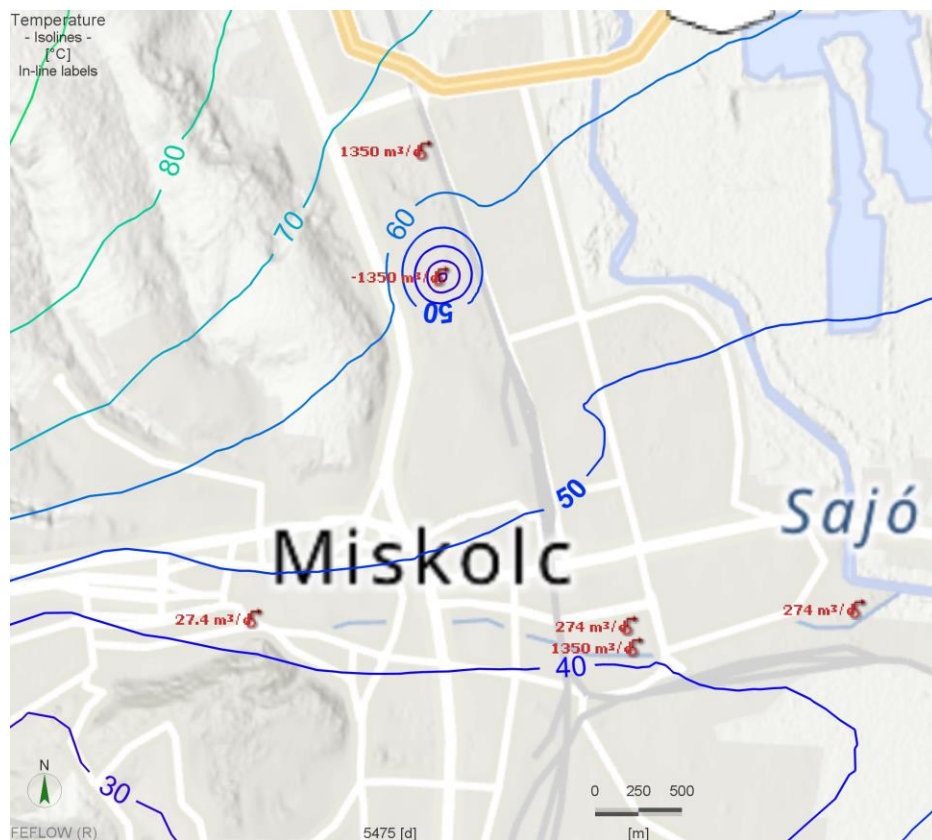 Temperature
- Isolines -
[°C]
In-line labels
80
70
1350 m³/d
60
-1350 m³/d
50
50
Sajó
Miskolc
27.4 m³/d
274 m³/d
274 m³/d
1350 m³/d
40
30
N
0 250 500
[m]
FEFLOW (R)
5475 [d]